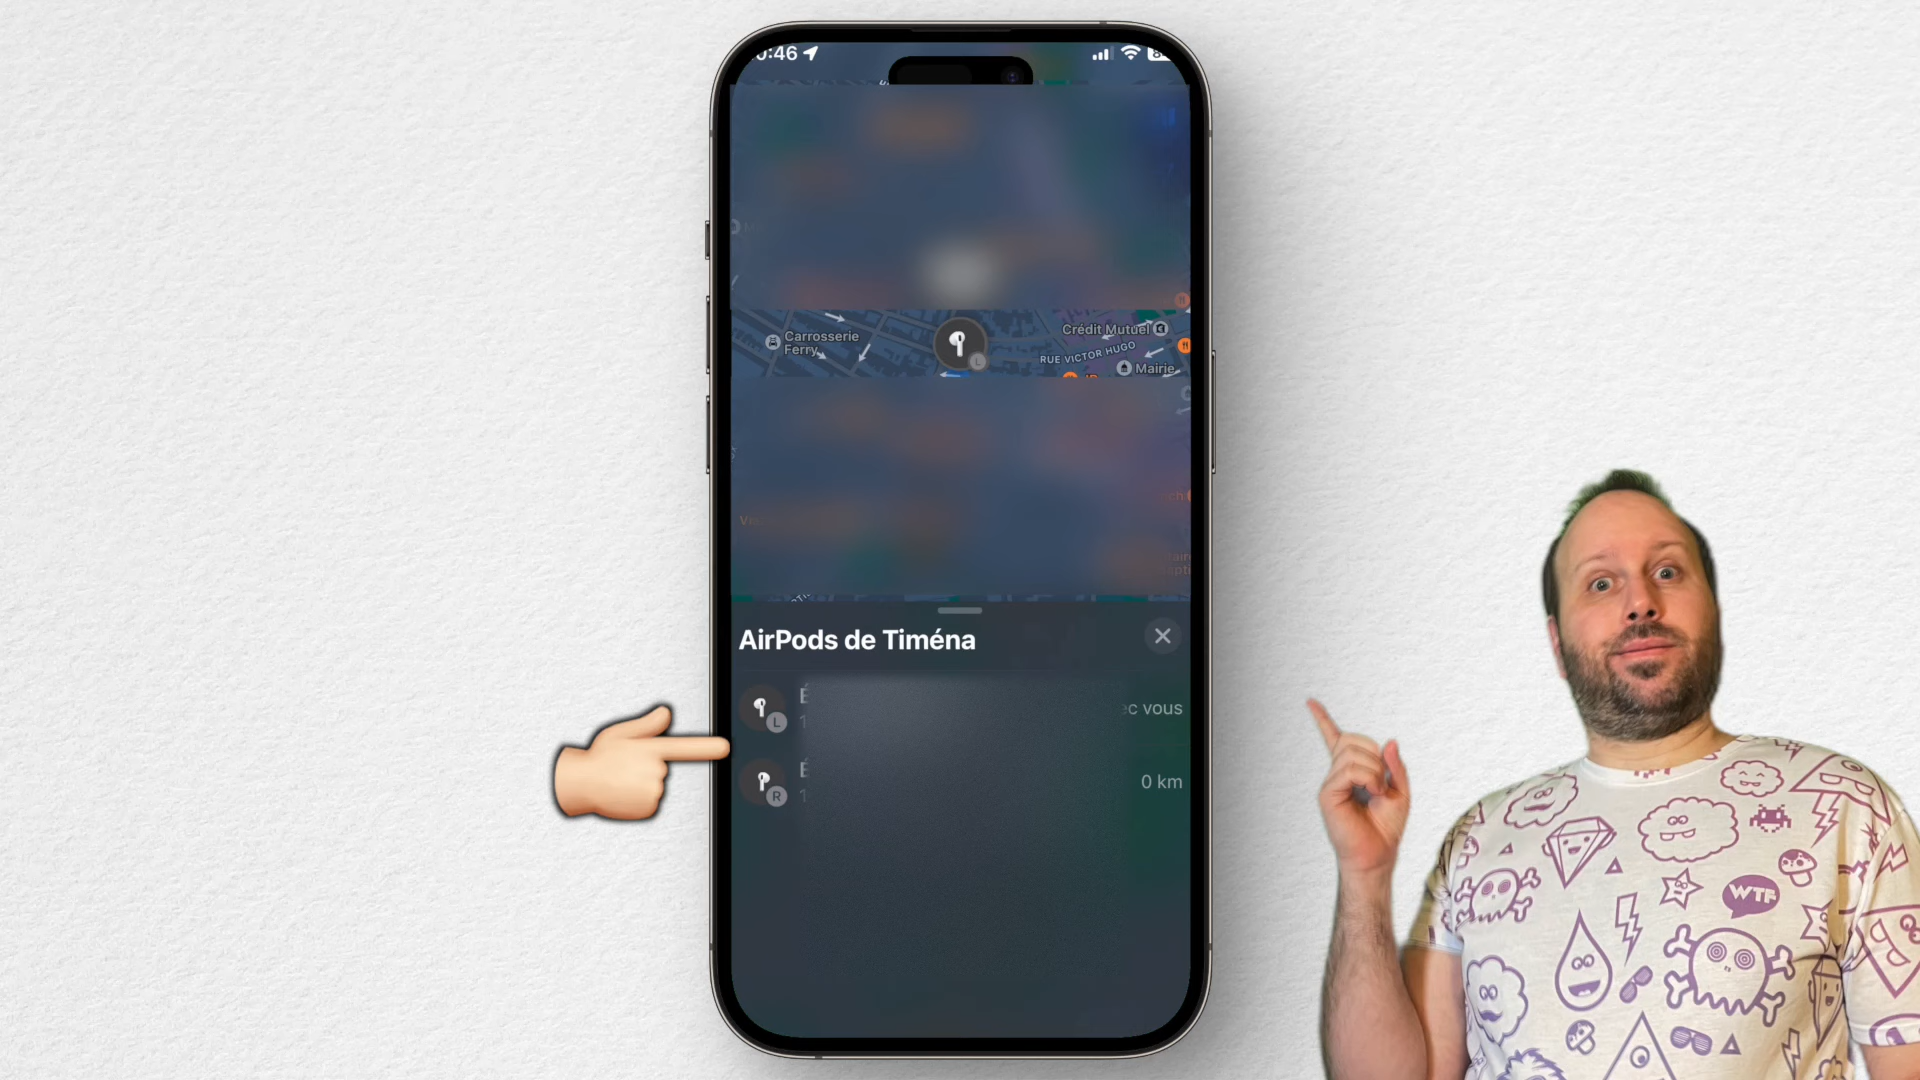 :46
Carrosserie
Ferry
Crédit Mutuel
RUE VICTOR HUGO
Mairie
L
AirPods de Tiména
L
vous
R
0 km
WTF